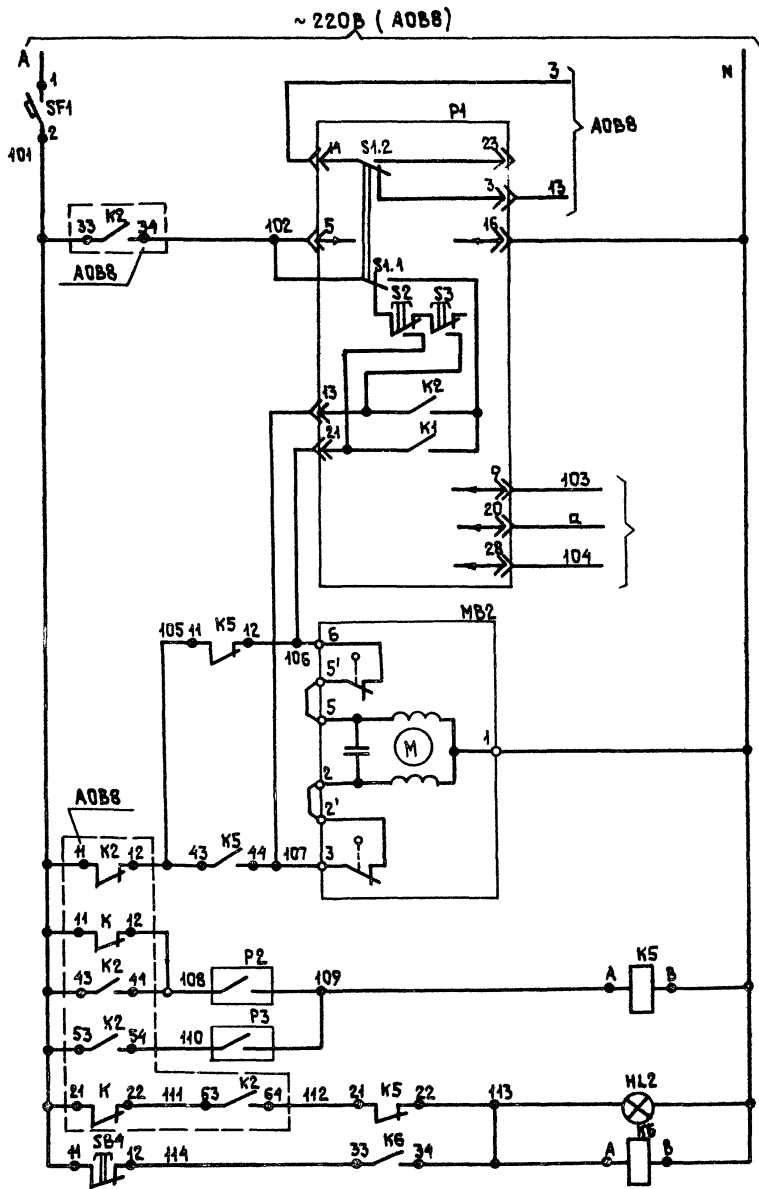 ~ 220В ( АОВ8)
А
N
1
SF1
2
101
3
АОВ8
Р1
14
S1.2
23
3
13
33
К2
34
102
5
16
АОВ8
S1.1
S2
S3
13
К2
21
К1
9
103
20
а
28
104
МВ2
105
11
К5
12
106
6
5'
5
М
1
2
2'
АОВ8
11
К2
12
43
К5
44
107
3
11
К
12
43
К2
44
108
Р2
109
А
К5
В
53
К2
54
110
Р3
21
К
22
111
63
К2
64
112
21
К5
22
113
HL2
11
SB4
12
114
33
К6
34
А
К6
В